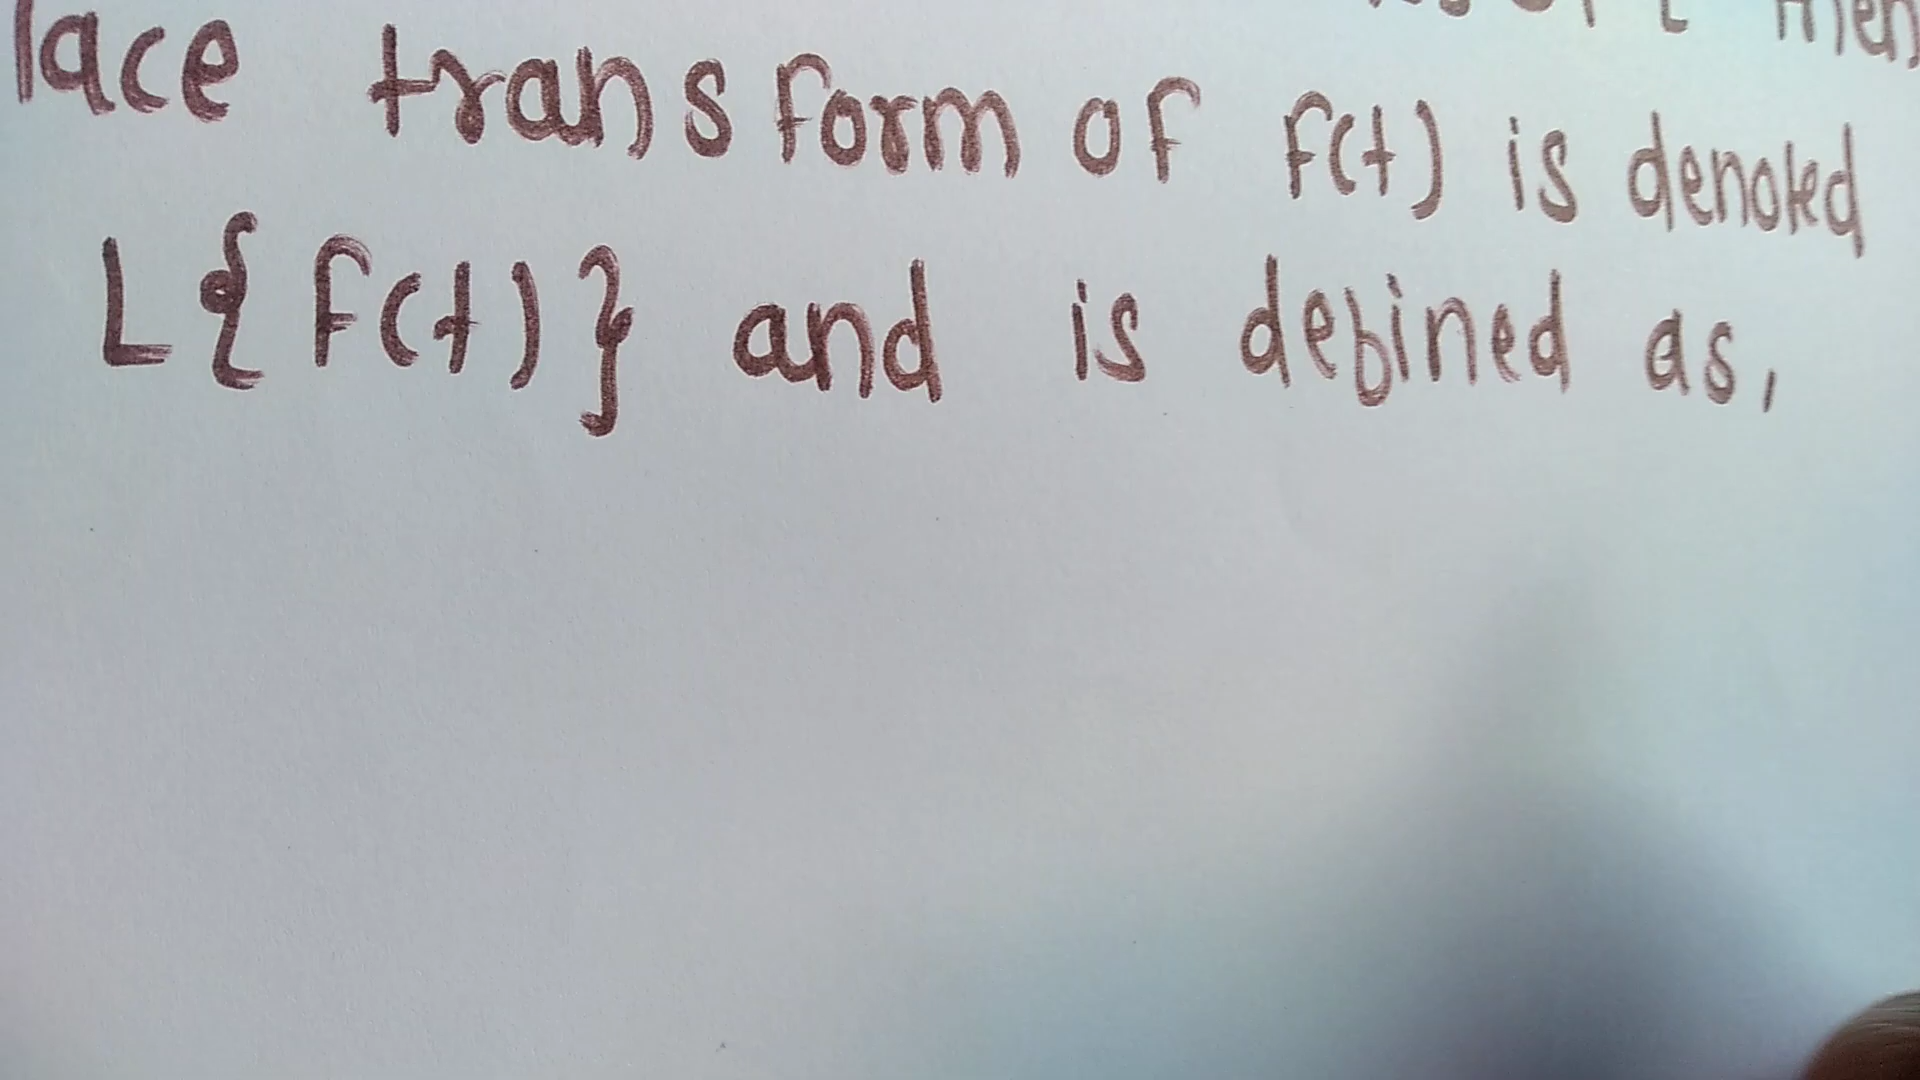 lace transform of f(t) is denoted
L{f(t)} and is defined as,